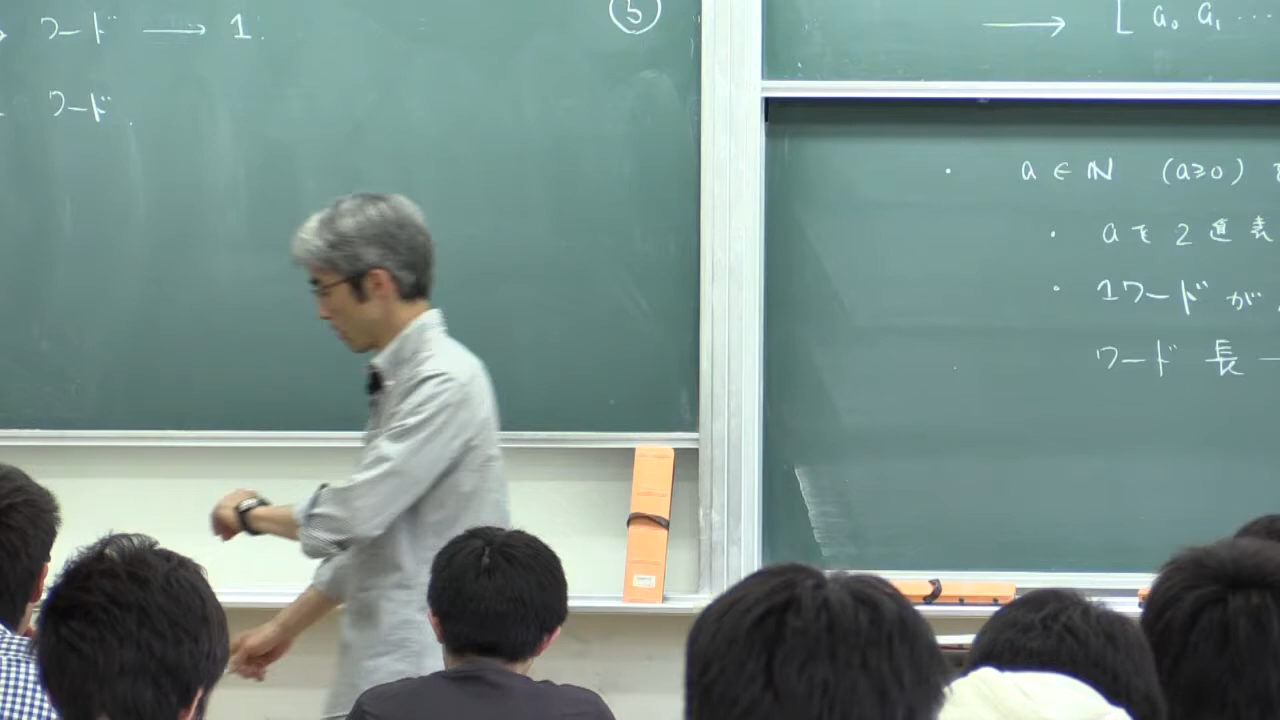 ワード → 1
ワード.
⑤
→ [ a₀ a₁ ⋯
・ a ∈ ℕ (a≥0)
・ aを2進表
・ 1ワードが
ワード長